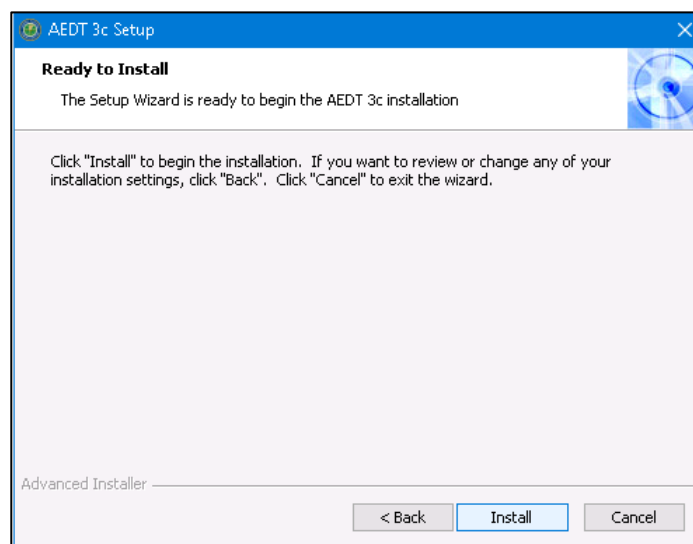 AEDT 3c Setup
Ready to Install
The Setup Wizard is ready to begin the AEDT 3c installation
Click "Install" to begin the installation. If you want to review or change any of your
installation settings, click "Back". Click "Cancel" to exit the wizard.
Advanced Installer
< Back
Install
Cancel